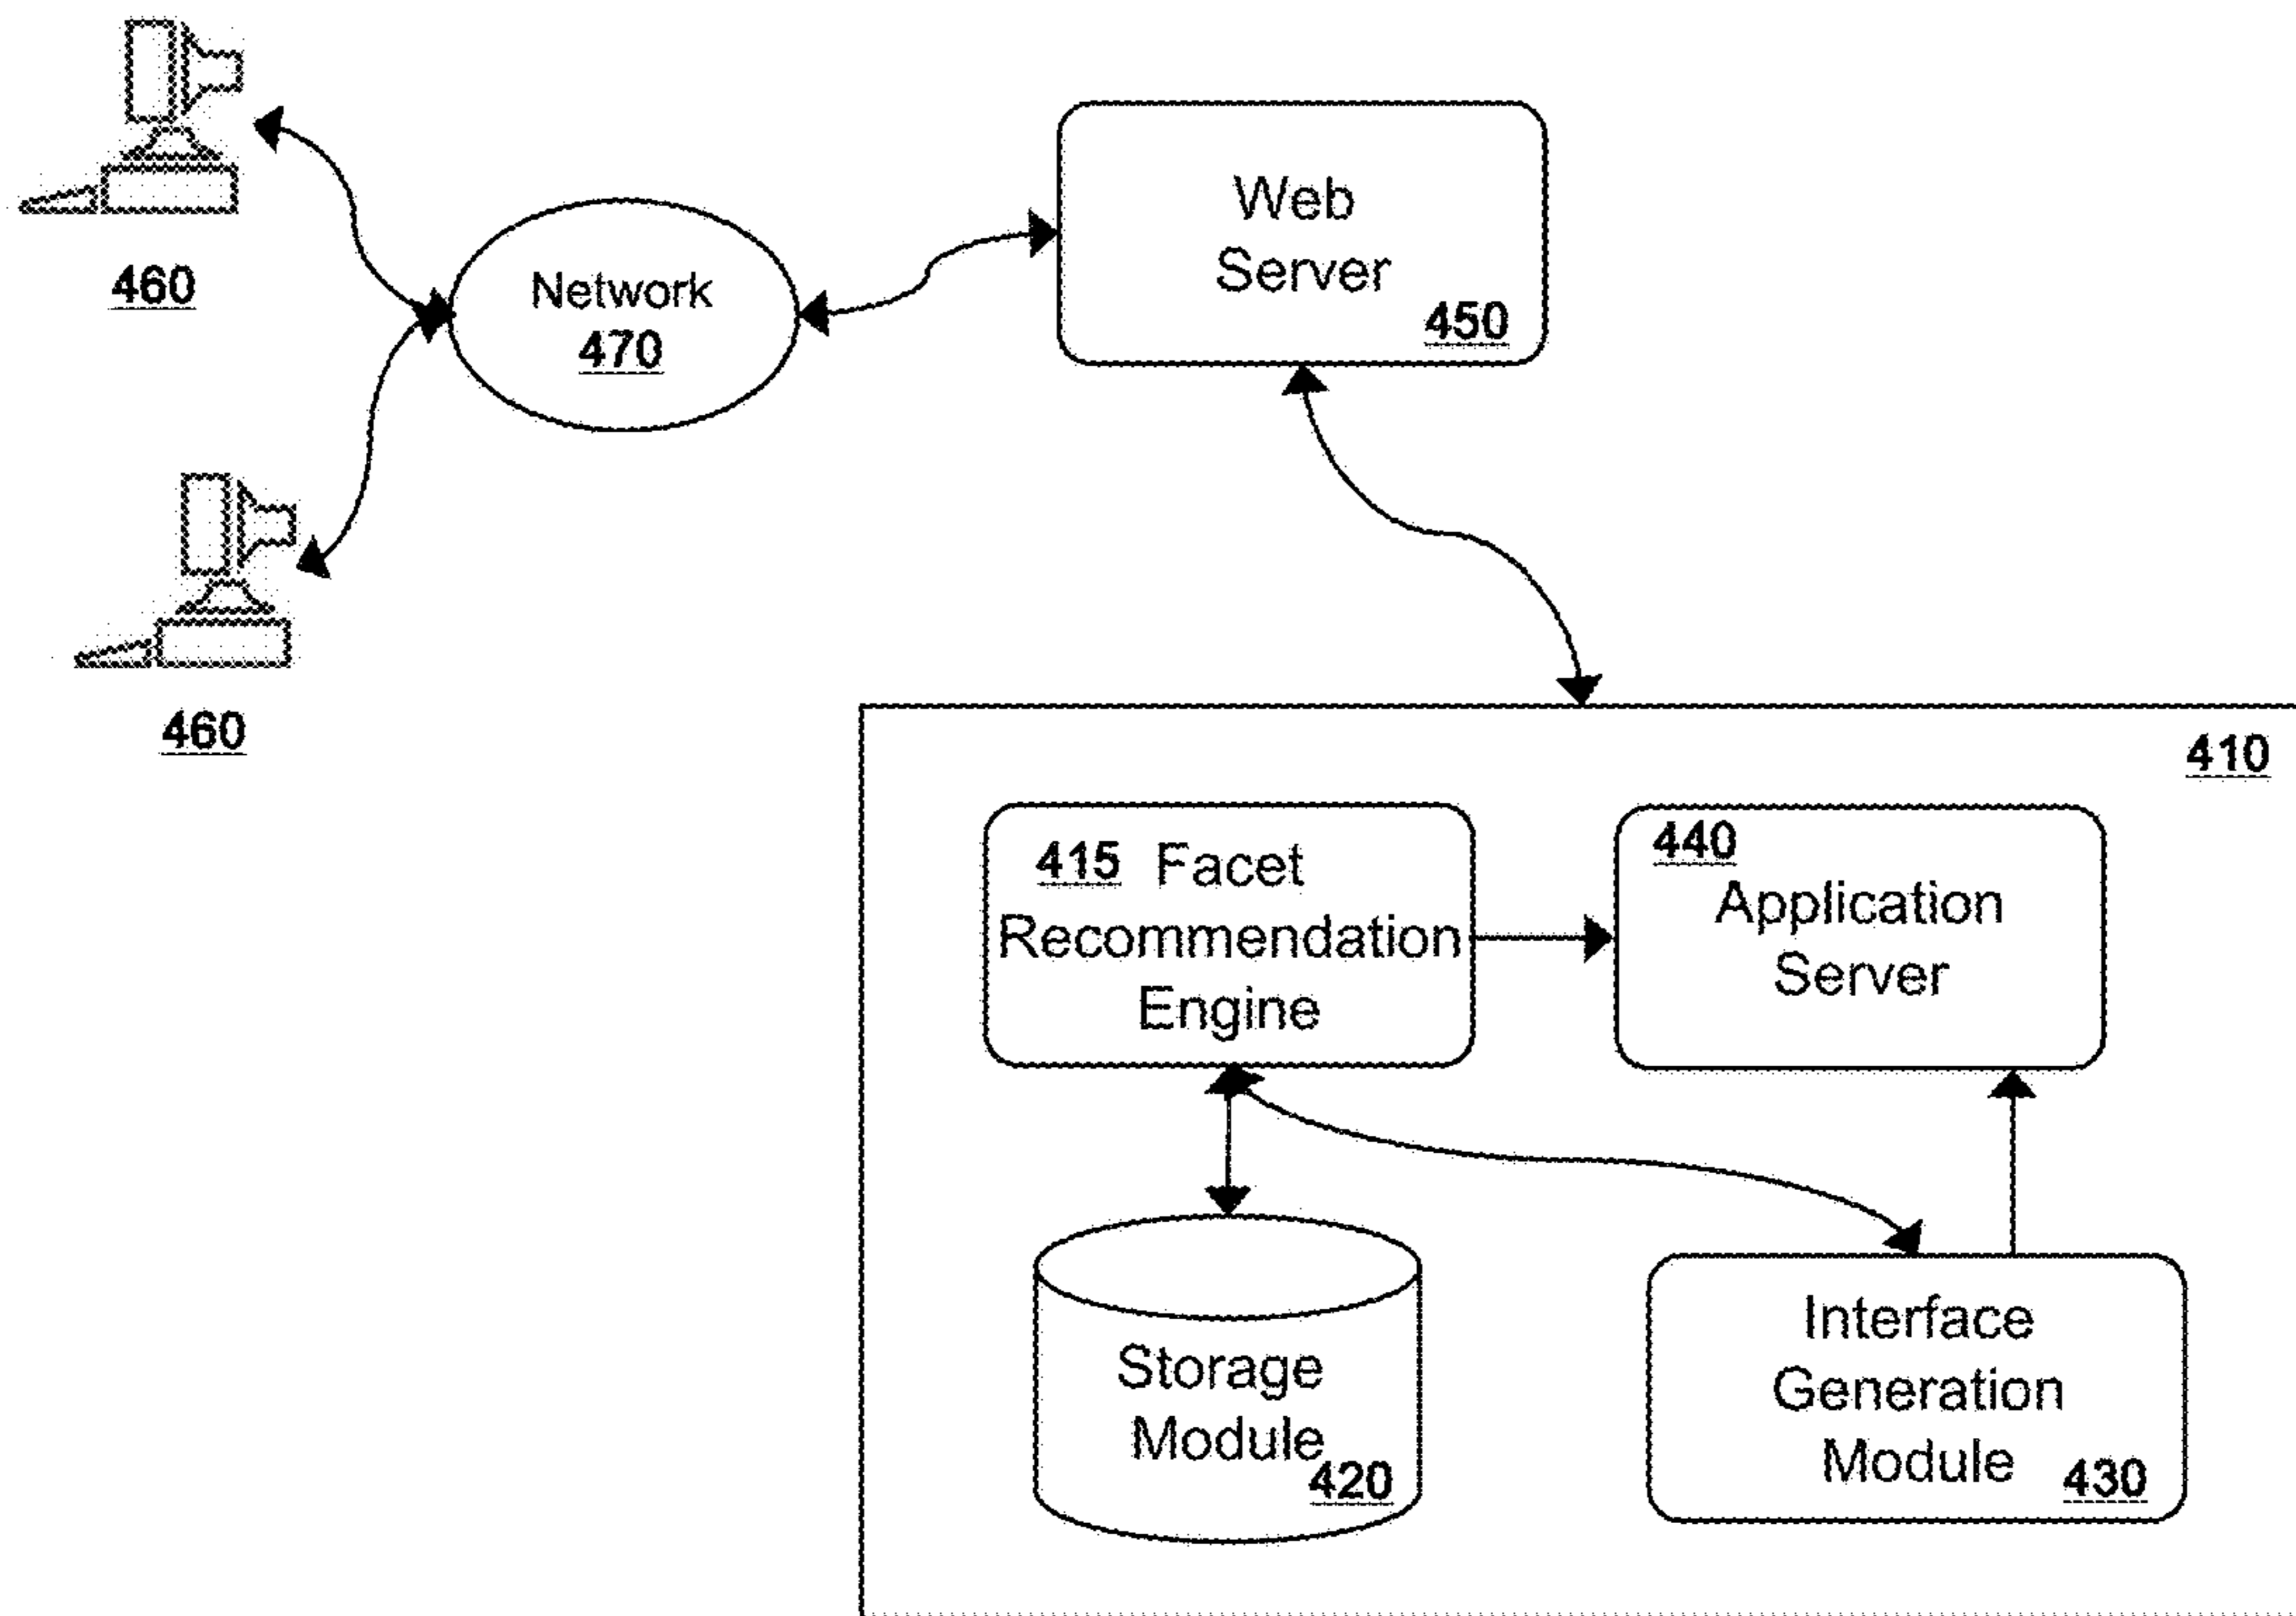 460
Network
470
Web
Server
450
460
410
415 Facet
Recommendation
Engine
440
Application
Server
Storage
Module
420
Interface
Generation
Module
430